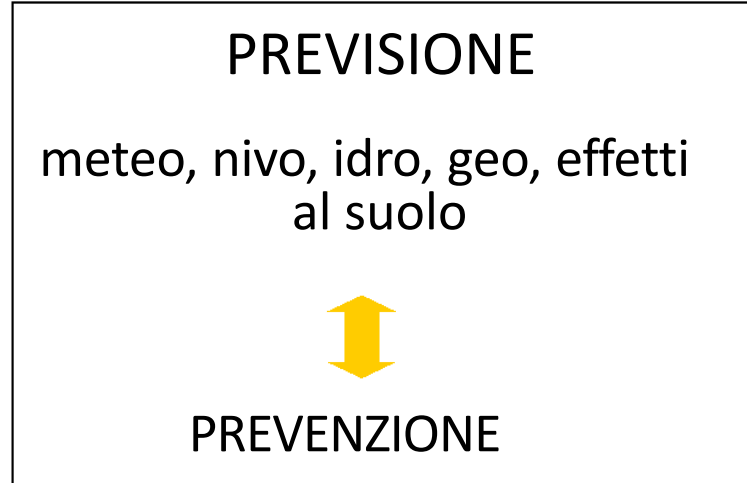 PREVISIONE
meteo, nivo, idro, geo, effetti
al suolo
PREVENZIONE